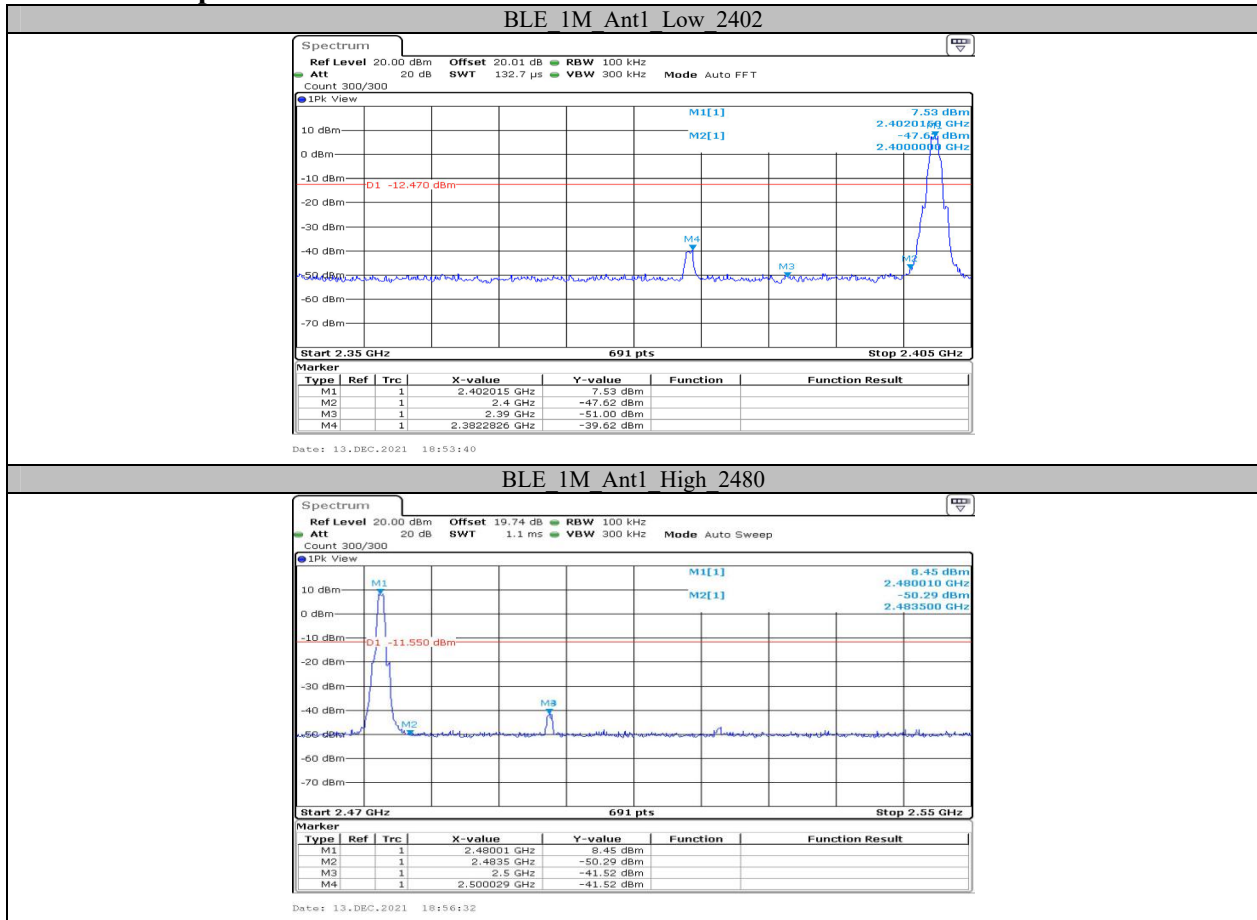 BLE_1M_Ant1_Low_2402
Spectrum
Ref Level 20.00 dBm Offset 20.01 dB RBW 100 kHz
Att 20 dB SWT 132.7 µs VBW 300 kHz Mode Auto FFT
Count 300/300
1Pk View
M1[1] 7.53 dBm
GHz
M2[1] dBm
2.4000000 GHz
10 dBm
0 dBm
-10 dBm
D1 -12.470 dBm
-20 dBm
-30 dBm
-40 dBm
M4
M3
M2
-50 dBm
-60 dBm
-70 dBm
Start 2.35 GHz 691 pts Stop 2.405 GHz
Marker
Type Ref Trc X-value Y-value Function Function Result
M1 1 2.402015 GHz 7.53 dBm
M2 1 2.4 GHz -47.62 dBm
M3 1 2.39 GHz -51.00 dBm
M4 1 2.3822826 GHz -39.62 dBm
Date: 13.DEC.2021 18:53:40
BLE_1M_Ant1_High_2480
Spectrum
Ref Level 20.00 dBm Offset 19.74 dB RBW 100 kHz
Att 20 dB SWT 1.1 ms VBW 300 kHz Mode Auto Sweep
Count 300/300
1Pk View
M1[1] 8.45 dBm
2.480010 GHz
M2[1] -50.29 dBm
2.483500 GHz
M1
10 dBm
0 dBm
-10 dBm
D1 -11.550 dBm
-20 dBm
-30 dBm
-40 dBm
M2
-50 dBm
-60 dBm
-70 dBm
Start 2.47 GHz 691 pts Stop 2.55 GHz
Marker
Type Ref Trc X-value Y-value Function Function Result
M1 1 2.48001 GHz 8.45 dBm
M2 1 2.4835 GHz -50.29 dBm
M3 1 2.5 GHz -41.52 dBm
M4 1 2.500029 GHz -41.52 dBm
Date: 13.DEC.2021 18:56:32